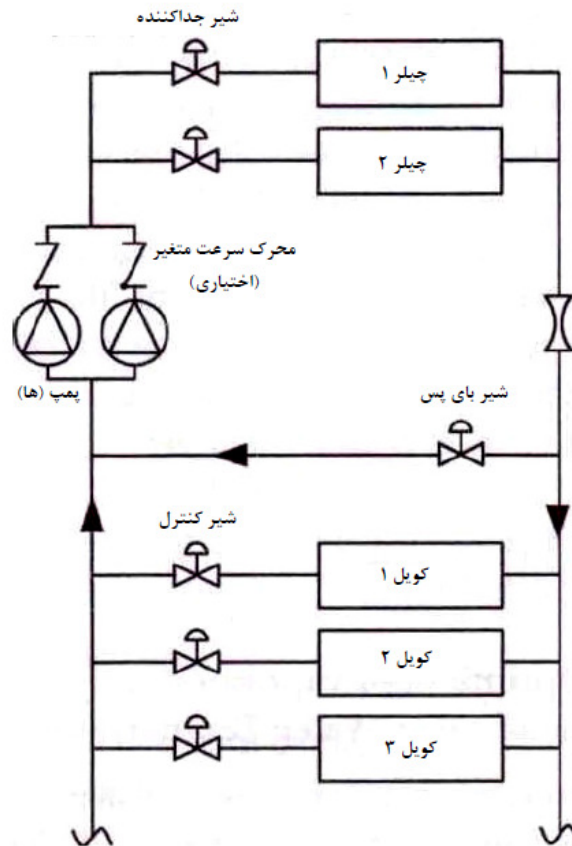 شیر جداکننده
چیلر ۱
چیلر ۲
محرک سرعت متغیر
(اختیاری)
پمپ (ها)
شیر بای پس
شیر کنترل
کویل ۱
کویل ۲
کویل ۳